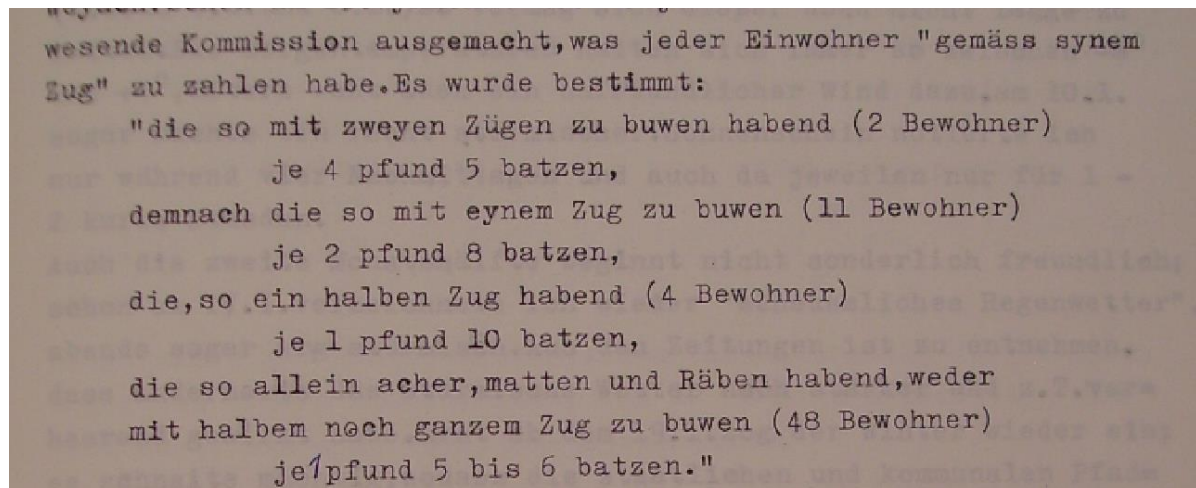 wesende Kommission ausgemacht,was jeder Einwohner "gemäss synem
Zug" zu zahlen habe.Es wurde bestimmt:
"die so mit zweyen Zügen zu buwen habend (2 Bewohner)
je 4 pfund 5 batzen,
demnach die so mit eynem Zug zu buwen (11 Bewohner)
je 2 pfund 8 batzen,
die,so ein halben Zug habend (4 Bewohner)
je 1 pfund 10 batzen,
die so allein acher,matten und Räben habend,weder
mit halbem noch ganzem Zug zu buwen (48 Bewohner)
je 1 pfund 5 bis 6 batzen."